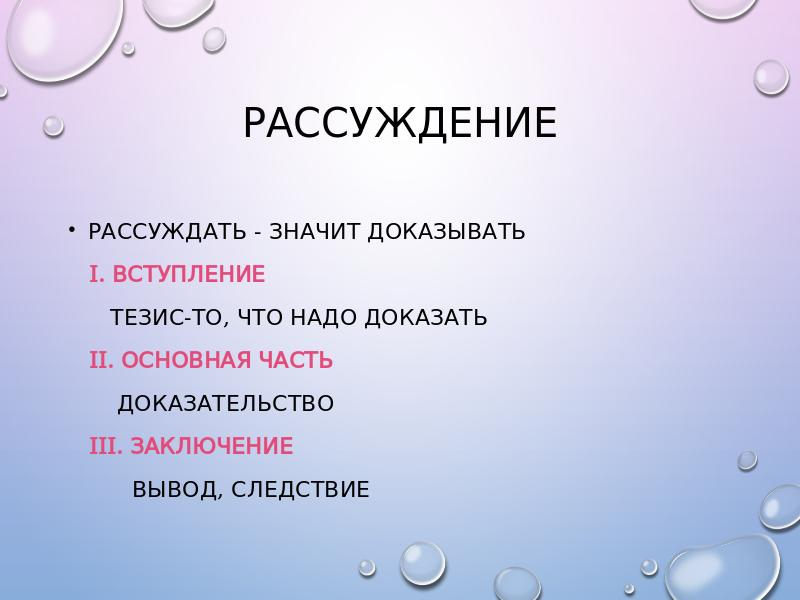 РАССУЖДЕНИЕ
• РАССУЖДАТЬ - ЗНАЧИТ ДОКАЗЫВАТЬ
I. ВСТУПЛЕНИЕ
ТЕЗИС-ТО, ЧТО НАДО ДОКАЗАТЬ
II. ОСНОВНАЯ ЧАСТЬ
ДОКАЗАТЕЛЬСТВО
III. ЗАКЛЮЧЕНИЕ
ВЫВОД, СЛЕДСТВИЕ